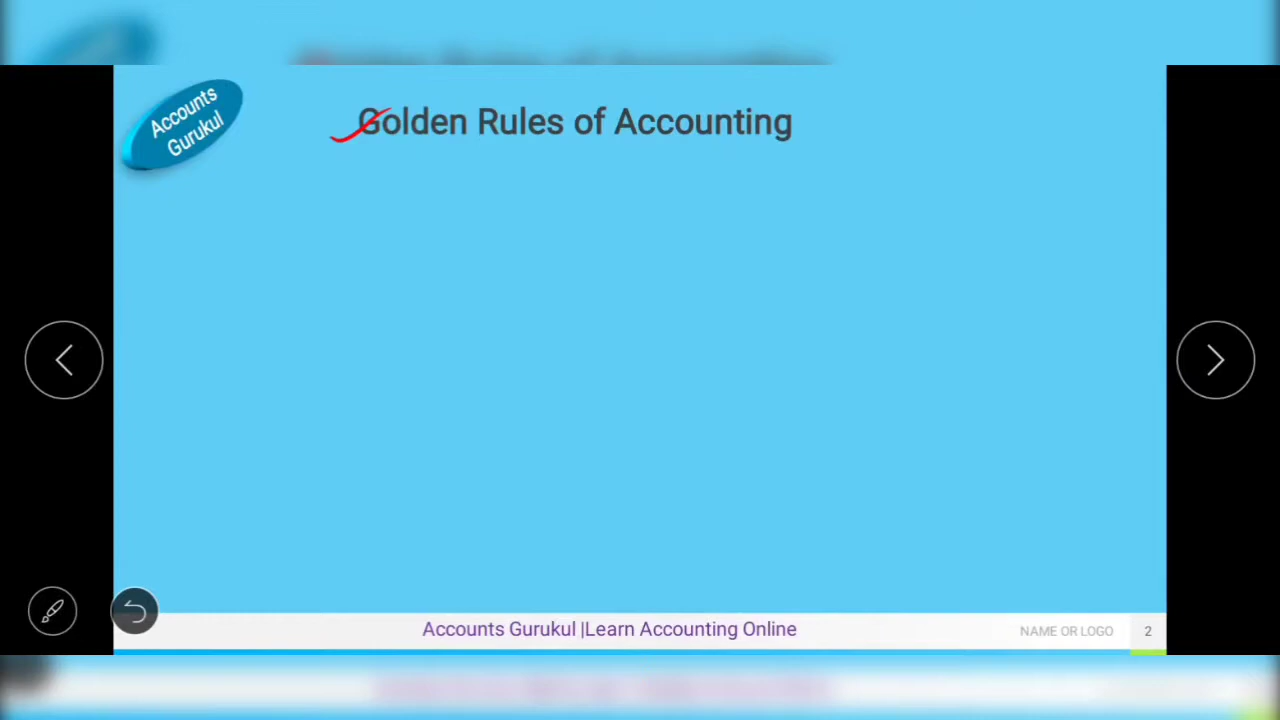 Accounts
Gurukul
Golden Rules of Accounting
Accounts Gurukul |Learn Accounting Online
NAME OR LOGO
2